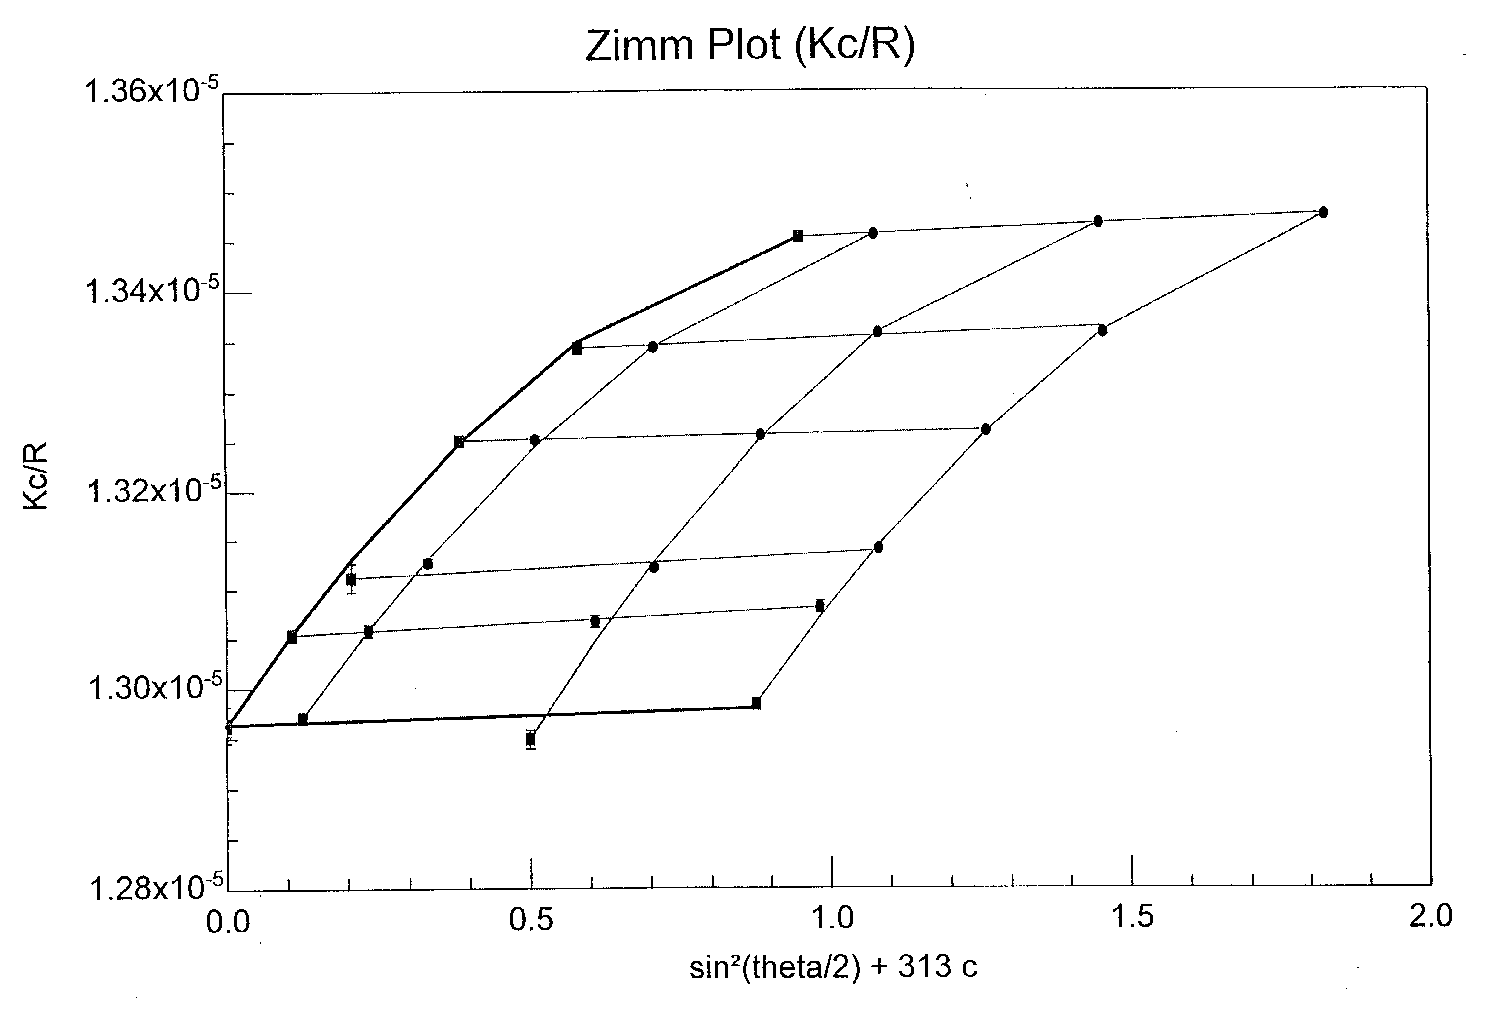 Zimm Plot (Kc/R)
1.36x10⁻⁵
1.34x10⁻⁵
Kc/R
1.32x10⁻⁵
1.30x10⁻⁵
1.28x10⁻⁵
0.0 0.5 1.0 1.5 2.0
sin²(theta/2) + 313 c